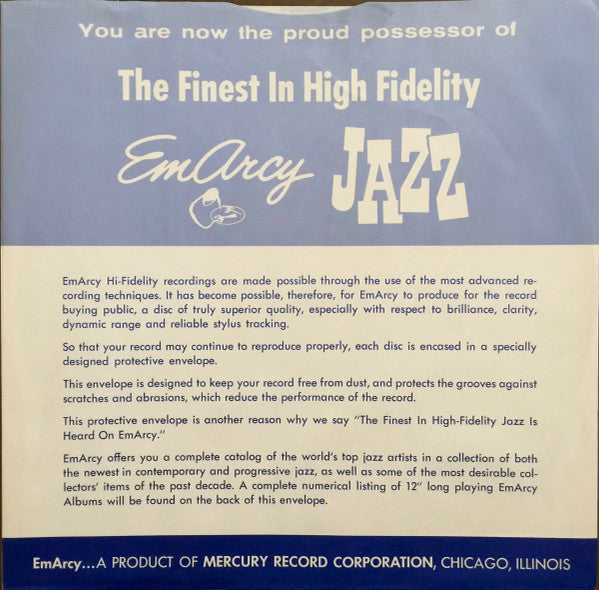 You are now the proud possessor of
The Finest In High Fidelity
EmArcy JAZZ
EmArcy Hi-Fidelity recordings are made possible through the use of the most advanced re-
cording techniques. It has become possible, therefore, for EmArcy to produce for the record
buying public, a disc of truly superior quality, especially with respect to brilliance, clarity,
dynamic range and reliable stylus tracking.
So that your record may continue to reproduce properly, each disc is encased in a specially
designed protective envelope.
This envelope is designed to keep your record free from dust, and protects the grooves against
scratches and abrasions, which reduce the performance of the record.
This protective envelope is another reason why we say "The Finest In High-Fidelity Jazz Is
Heard On EmArcy."
EmArcy offers you a complete catalog of the world's top jazz artists in a collection of both
the newest in contemporary and progressive jazz, as well as some of the most desirable col-
lectors' items of the past decade. A complete numerical listing of 12" long playing EmArcy
Albums will be found on the back of this envelope.
EmArcy...A PRODUCT OF MERCURY RECORD CORPORATION, CHICAGO, ILLINOIS